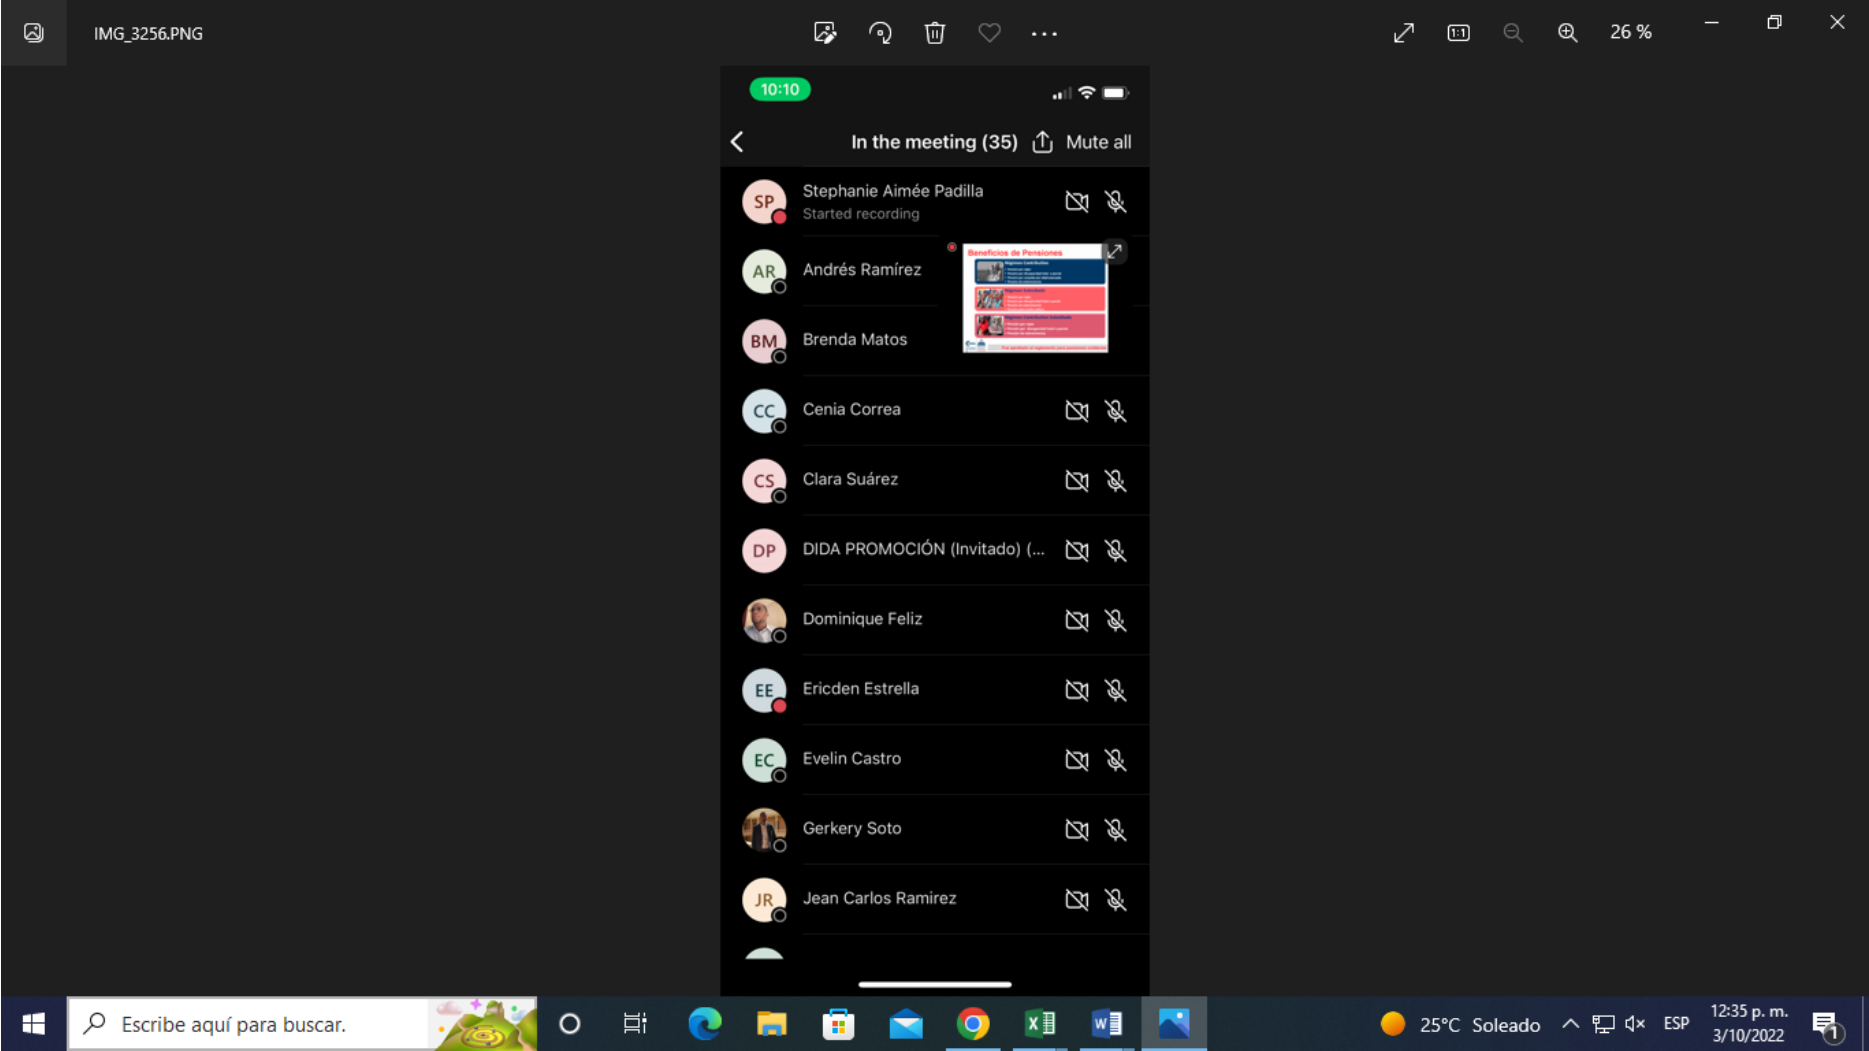 IMG_3256.PNG
26 %
10:10
In the meeting (35)
Mute all
SP
Stephanie Aimée Padilla
Started recording
AR
Andrés Ramírez
Beneficios de Pensiones
Régimen Contributivo
BM
Brenda Matos
CC
Cenia Correa
CS
Clara Suárez
DP
DIDA PROMOCIÓN (Invitado) (...
Dominique Feliz
EE
Ericden Estrella
EC
Evelin Castro
Gerkery Soto
JR
Jean Carlos Ramirez
Escribe aquí para buscar.
25°C Soleado
ESP
12:35 p. m.
3/10/2022
1